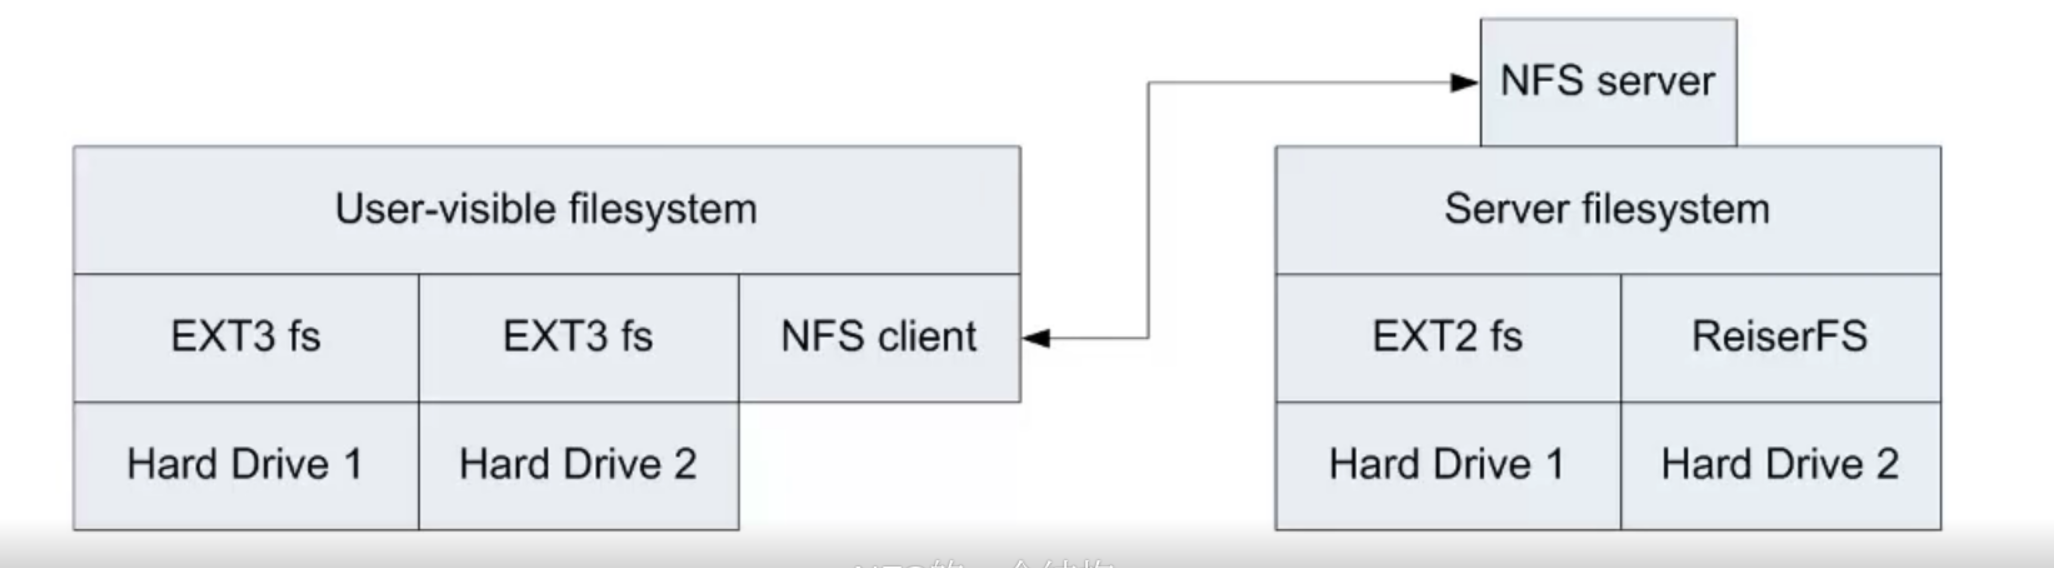 NFS server
User-visible filesystem
Server filesystem
EXT3 fs
EXT3 fs
NFS client
EXT2 fs
ReiserFS
Hard Drive 1
Hard Drive 2
Hard Drive 1
Hard Drive 2